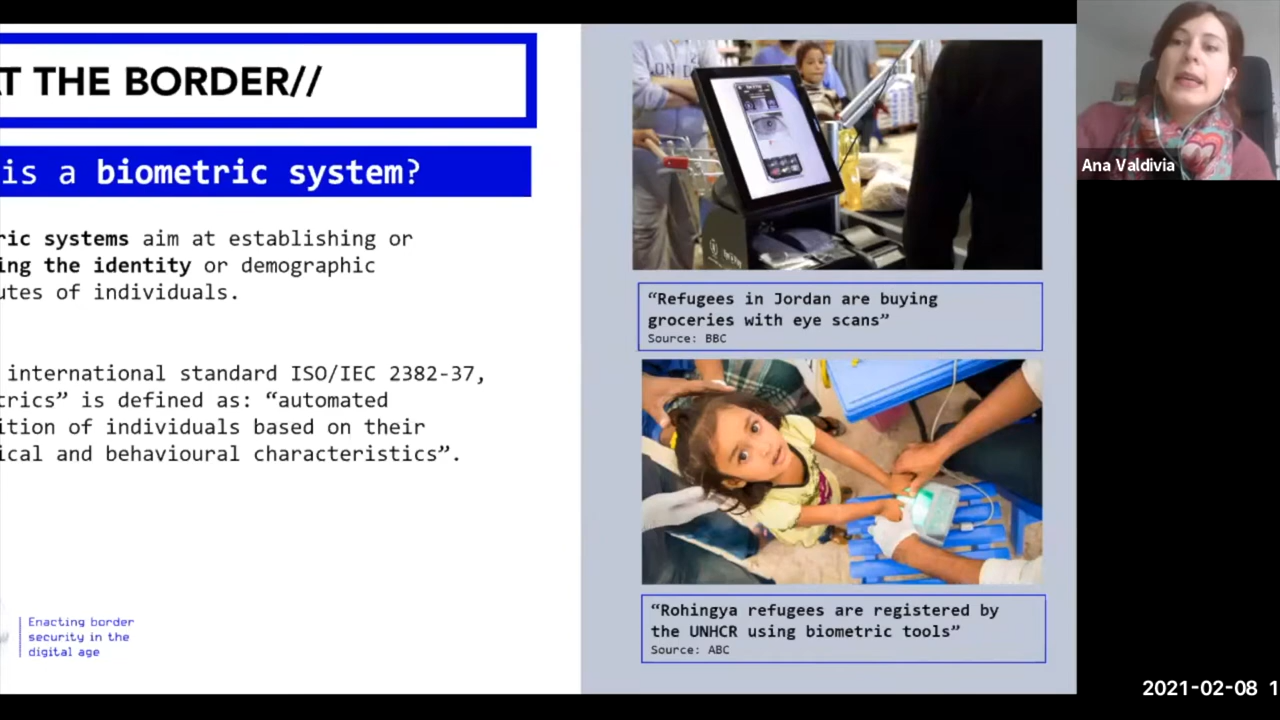 T THE BORDER//
is a biometric system?
ric systems aim at establishing or
ing the identity or demographic
utes of individuals.
international standard ISO/IEC 2382-37,
trics” is defined as: “automated
ition of individuals based on their
ical and behavioural characteristics”.
Enacting border
security in the
digital age
“Refugees in Jordan are buying
groceries with eye scans”
Source: BBC
“Rohingya refugees are registered by
the UNHCR using biometric tools”
Source: ABC
Ana Valdivia
2021-02-08 1